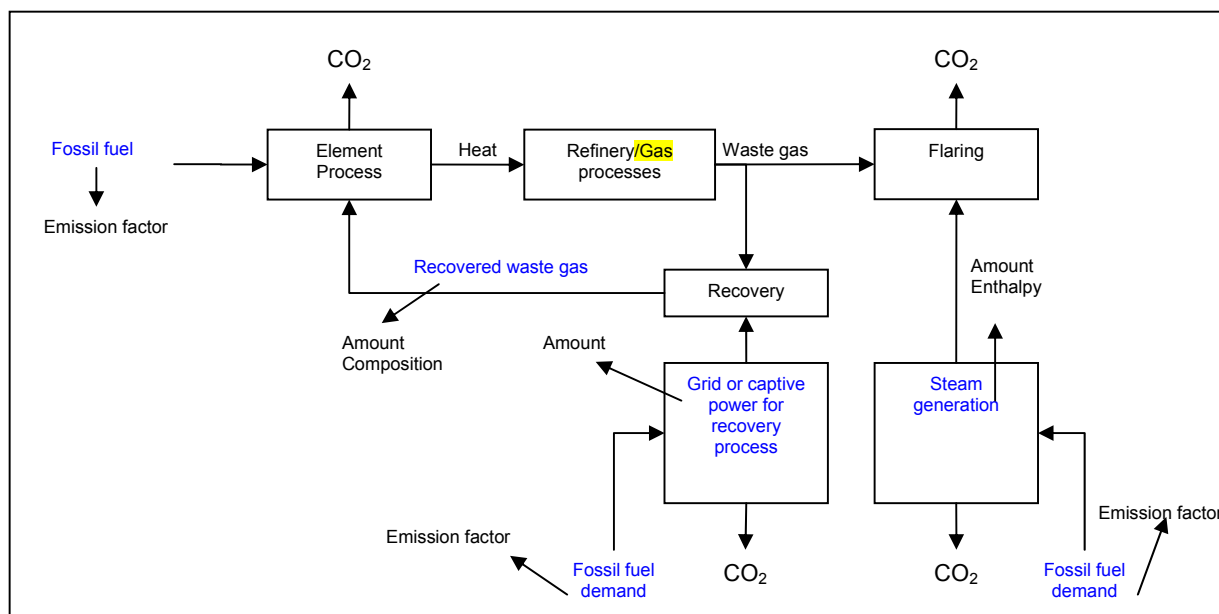 CO₂
CO₂
Fossil fuel
Element
Process
Heat
Refinery/Gas
processes
Waste gas
Flaring
Emission factor
Recovered waste gas
Recovery
Amount
Enthalpy
Amount
Composition
Amount
Grid or captive
power for
recovery
process
Steam
generation
Emission factor
Fossil fuel
demand
CO₂
CO₂
Fossil fuel
demand
Emission factor